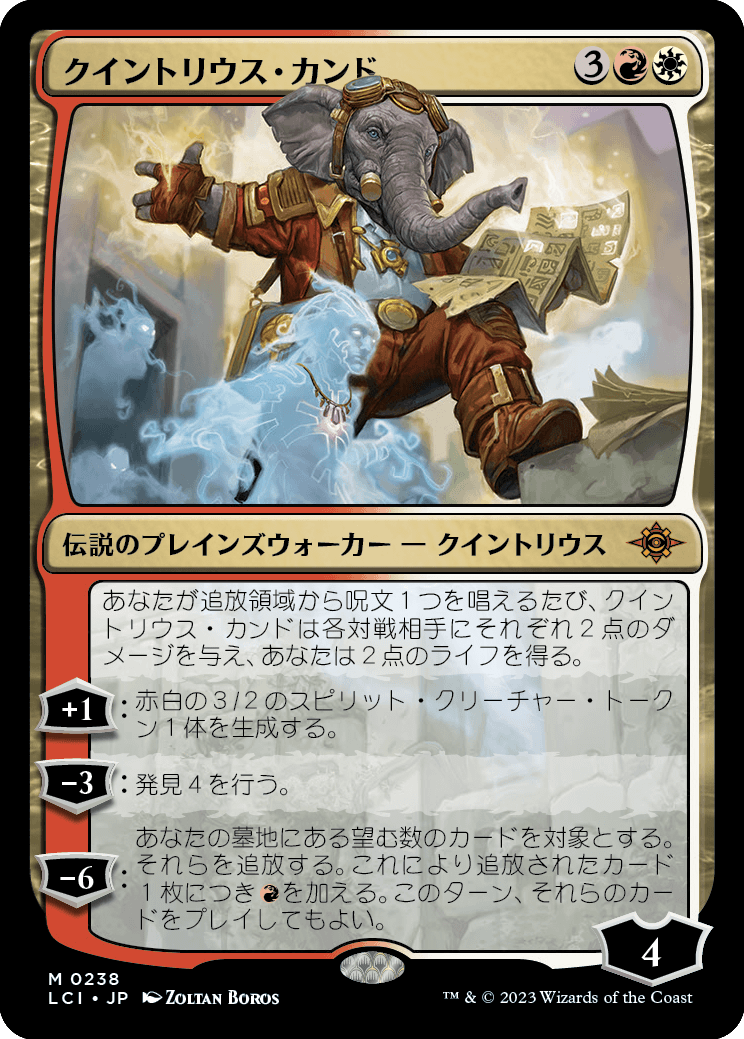 クイントリウス・カンド
3
伝説のプレインズウォーカー — クイントリウス
あなたが追放領域から呪文１つを唱えるたび、クイン
トリウス・カンドは各対戦相手にそれぞれ２点のダ
メージを与え、あなたは２点のライフを得る。
+1：赤白の３/２のスピリット・クリーチャー・トーク
ン１体を生成する。
−3：発見４を行う。
あなたの墓地にある望む数のカードを対象とする。
−6：それらを追放する。これにより追放されたカード
１枚につきを加える。このターン、それらのカー
ドをプレイしてもよい。
4
M 0238
LCI • JP ZOLTAN BOROS
™ & © 2023 Wizards of the Coast